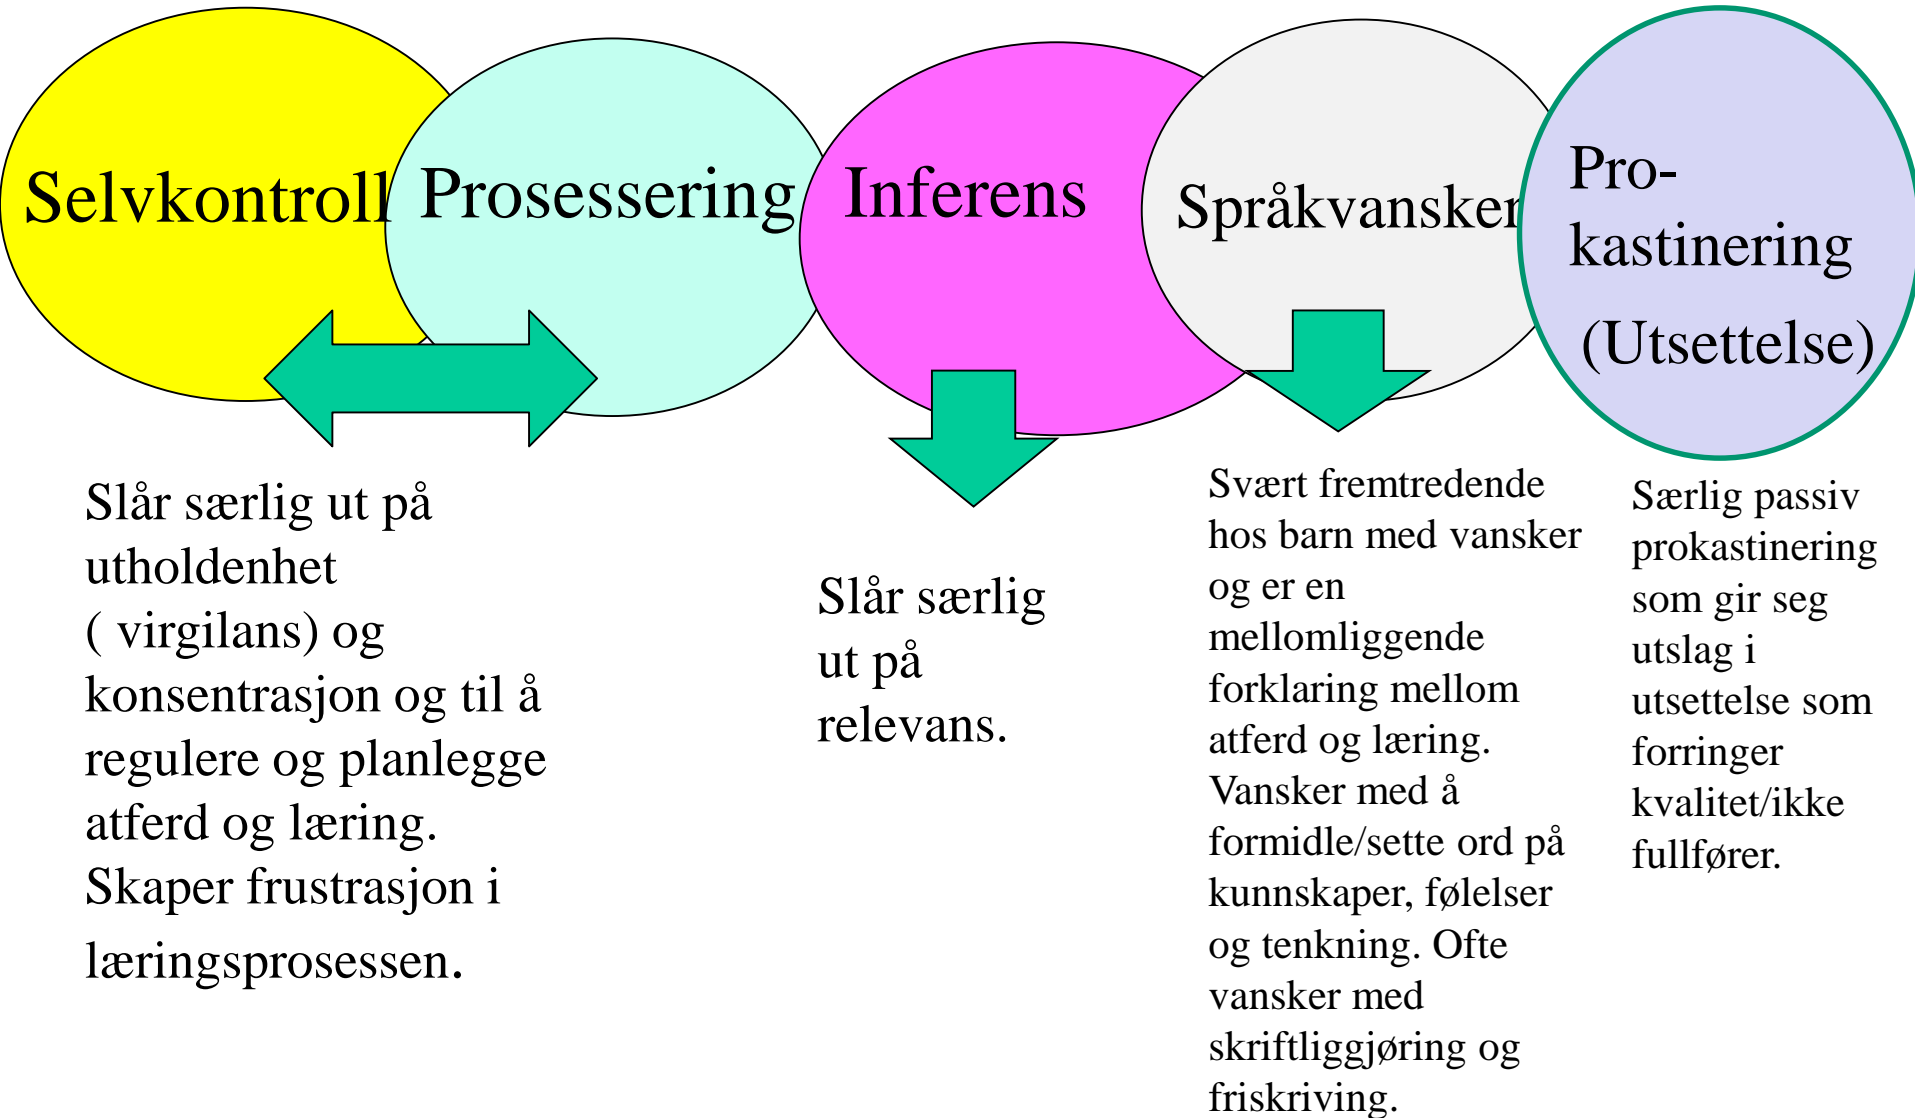 Selvkontroll
Prosessering
Inferens
Språkvansker
Pro-
kastinering
(Utsettelse)
Slår særlig ut på
utholdenhet
( virgilans) og
konsentrasjon og til å
regulere og planlegge
atferd og læring.
Skaper frustrasjon i
læringsprosessen.
Slår særlig
ut på
relevans.
Svært fremtredende
hos barn med vansker
og er en
mellomliggende
forklaring mellom
atferd og læring.
Vansker med å
formidle/sette ord på
kunnskaper, følelser
og tenkning. Ofte
vansker med
skriftliggjøring og
friskriving.
Særlig passiv
prokastinering
som gir seg
utslag i
utsettelse som
forringer
kvalitet/ikke
fullfører.